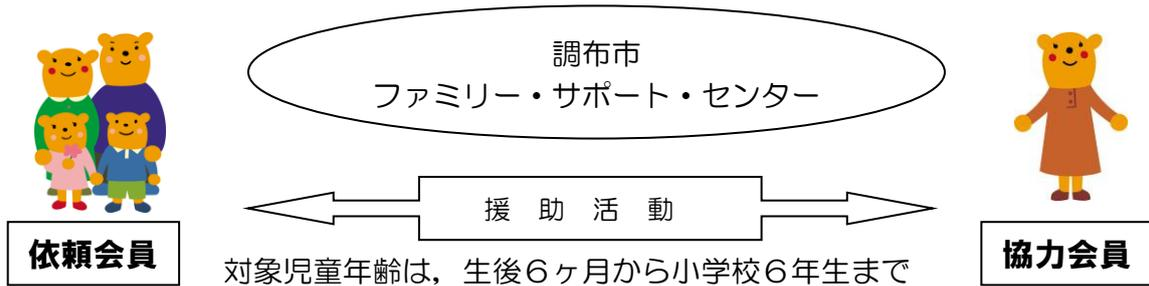 調布市
ファミリー・サポート・センター
援 助 活 動
依頼会員
協力会員
対象児童年齢は，生後６ヶ月から小学校６年生まで